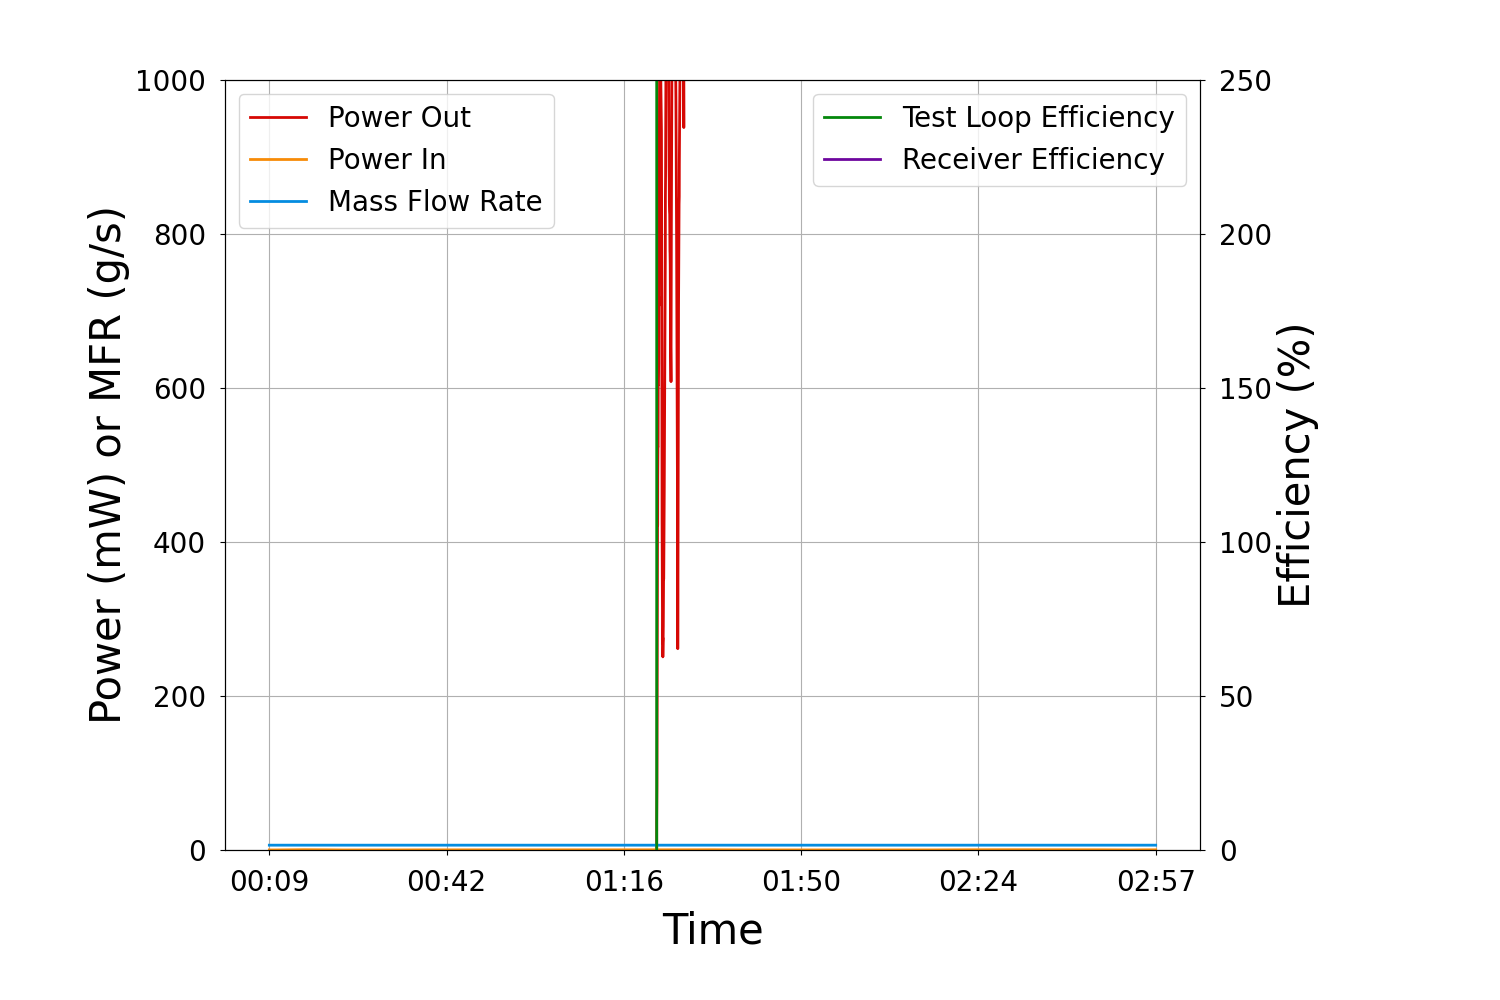 Power Out
Power In
Mass Flow Rate
Test Loop Efficiency
Receiver Efficiency
Power (mW) or MFR (g/s)
1000
800
600
400
200
0
250
200
150
100
50
0
Efficiency (%)
00:09 00:42 01:16 01:50 02:24 02:57
Time